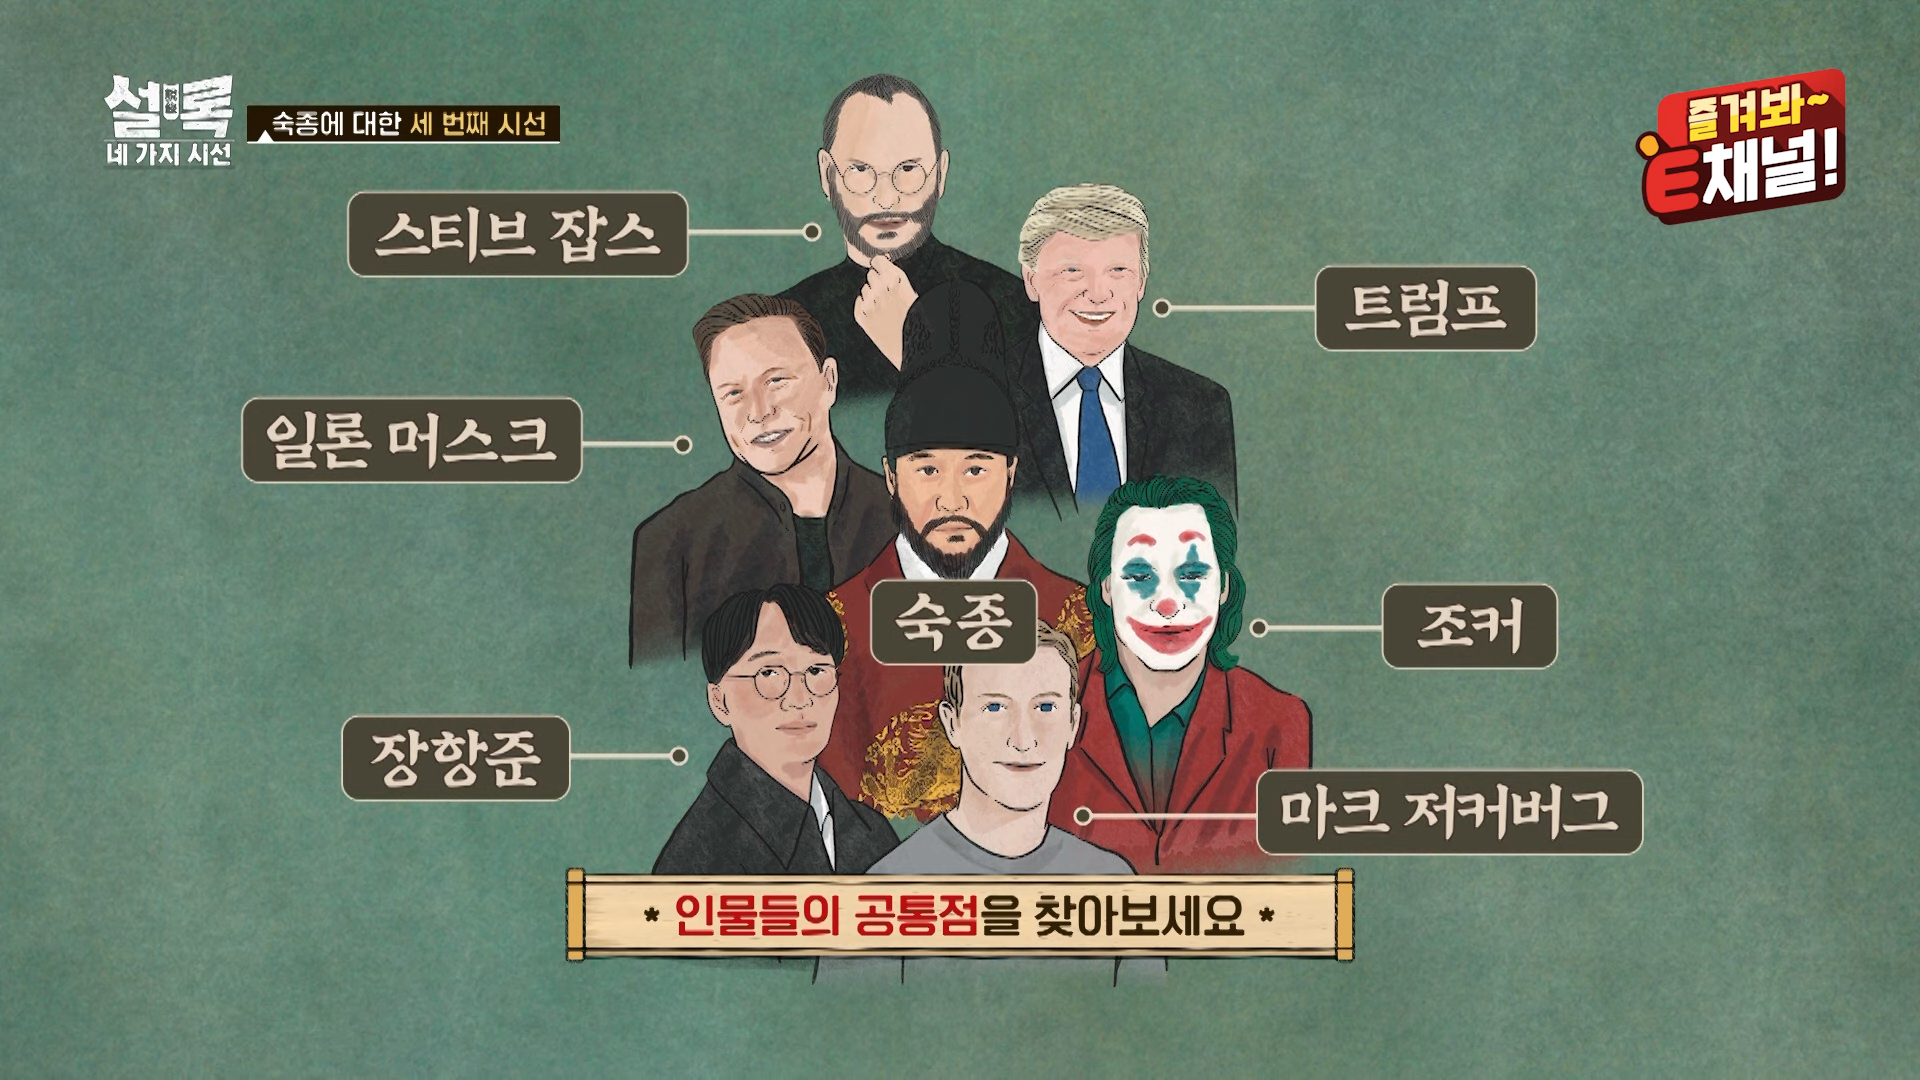 설록
네 가지 시선
숙종에 대한 세 번째 시선
즐겨봐~
E채널!
스티브 잡스
트럼프
일론 머스크
숙종
조커
장항준
마크 저커버그
* 인물들의 공통점을 찾아보세요 *